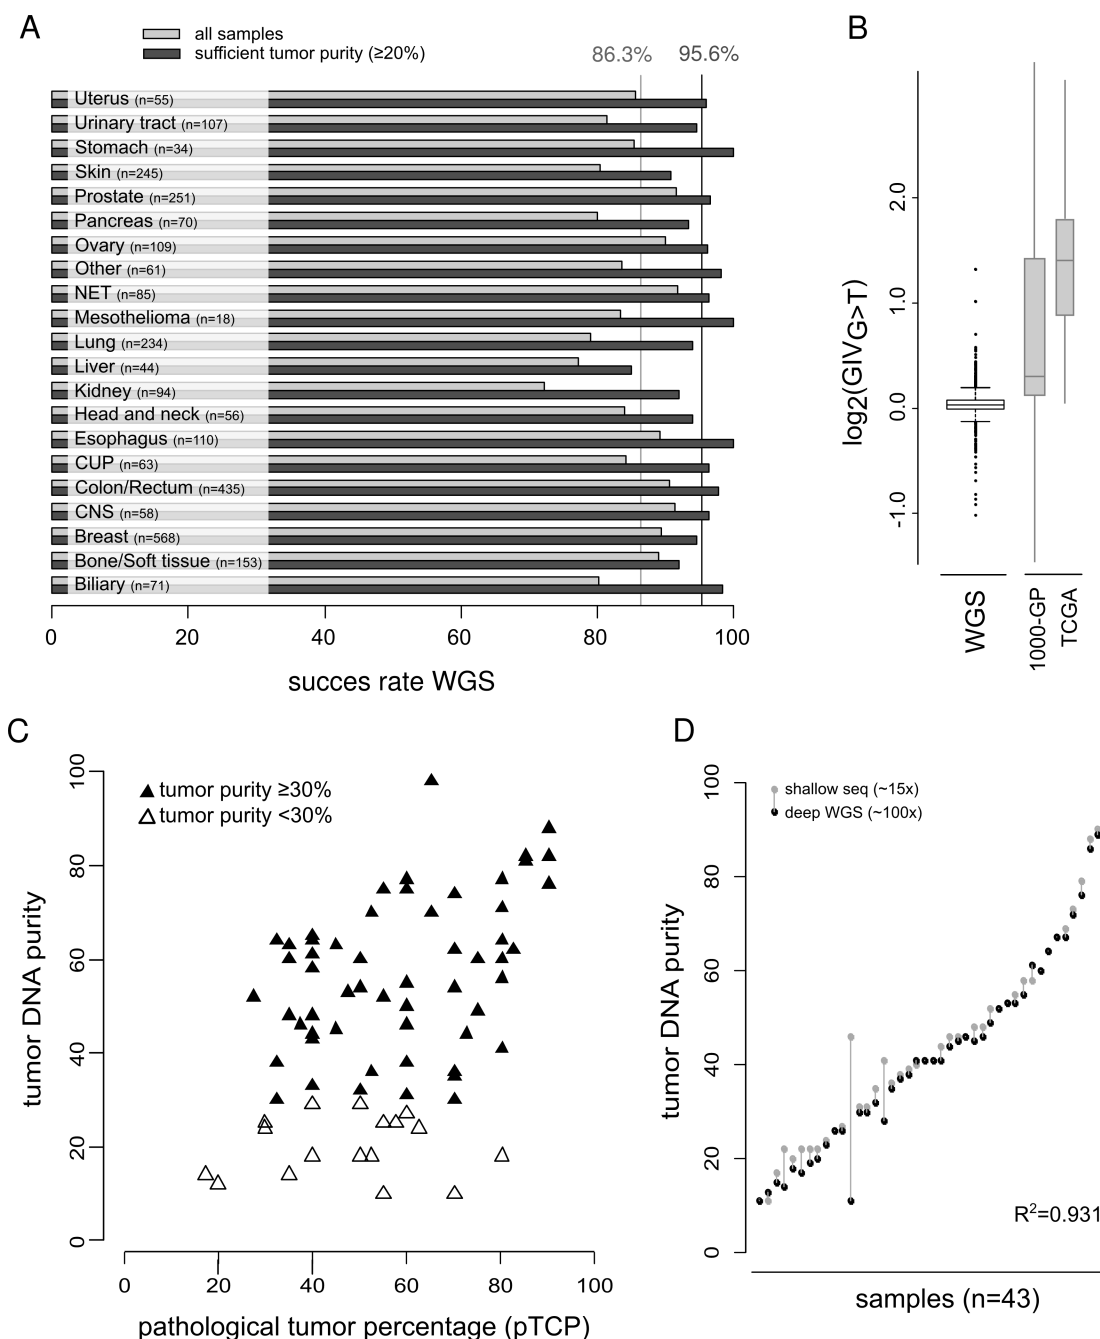 A
all samples
sufficient tumor purity (≥20%)
86.3%
95.6%
Uterus (n=55)
Urinary tract (n=107)
Stomach (n=34)
Skin (n=245)
Prostate (n=251)
Pancreas (n=70)
Ovary (n=109)
Other (n=61)
NET (n=85)
Mesothelioma (n=18)
Lung (n=234)
Liver (n=44)
Kidney (n=94)
Head and neck (n=56)
Esophagus (n=110)
CUP (n=63)
Colon/Rectum (n=435)
CNS (n=58)
Breast (n=568)
Bone/Soft tissue (n=153)
Biliary (n=71)
0 20 40 60 80 100
succes rate WGS
B
log2(GIVG>T)
2.0
1.0
0.0
-1.0
WGS
1000-GP
TCGA
C
tumor purity ≥30%
tumor purity <30%
tumor DNA purity
100
80
60
40
20
0
0 20 40 60 80 100
pathological tumor percentage (pTCP)
D
shallow seq (~15x)
deep WGS (~100x)
tumor DNA purity
100
80
60
40
20
0
R2=0.931
samples (n=43)